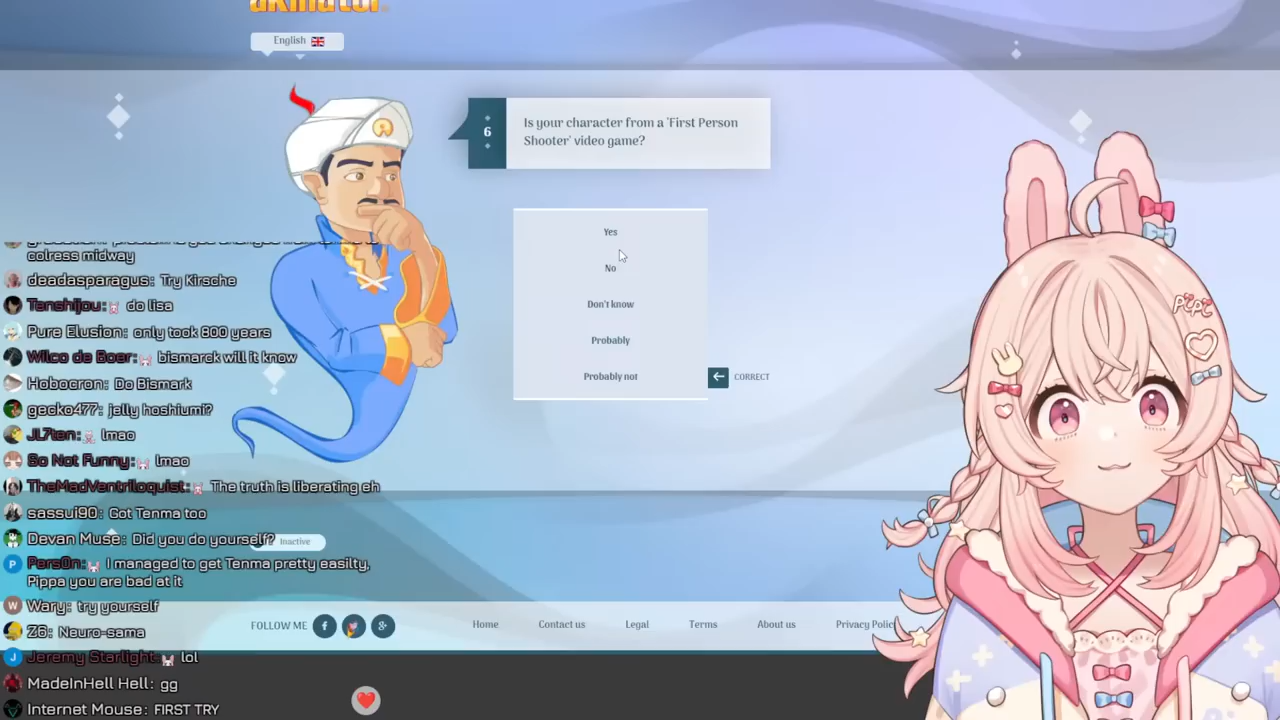 akinator
English
6
Is your character from a 'First Person
Shooter' video game?
Yes
No
Don't know
Probably
Probably not
CORRECT
colress midway
deadasparagus: Try Kirsche
Tenshijou: do lisa
Pure Elusion: only took 800 years
Wilco de Boer: bismarck will it know
Hobocron: Do Bismark
gecko477: jelly hoshiumi?
JL7ten: lmao
So Not Funny: lmao
TheMadVentriloquist: The truth is liberating eh
sassui90: Got Tenma too
Devan Muse: Did you do yourself?
Inactive
P Pers0n: I managed to get Tenma pretty easilty,
Pippa you are bad at it
W Wary: try yourself
Z6: Neuro-sama
J Jeremy Starlight: lol
MadeInHell Hell: gg
Internet Mouse: FIRST TRY
FOLLOW ME
Home
Contact us
Legal
Terms
About us
Privacy Polic
PiPi